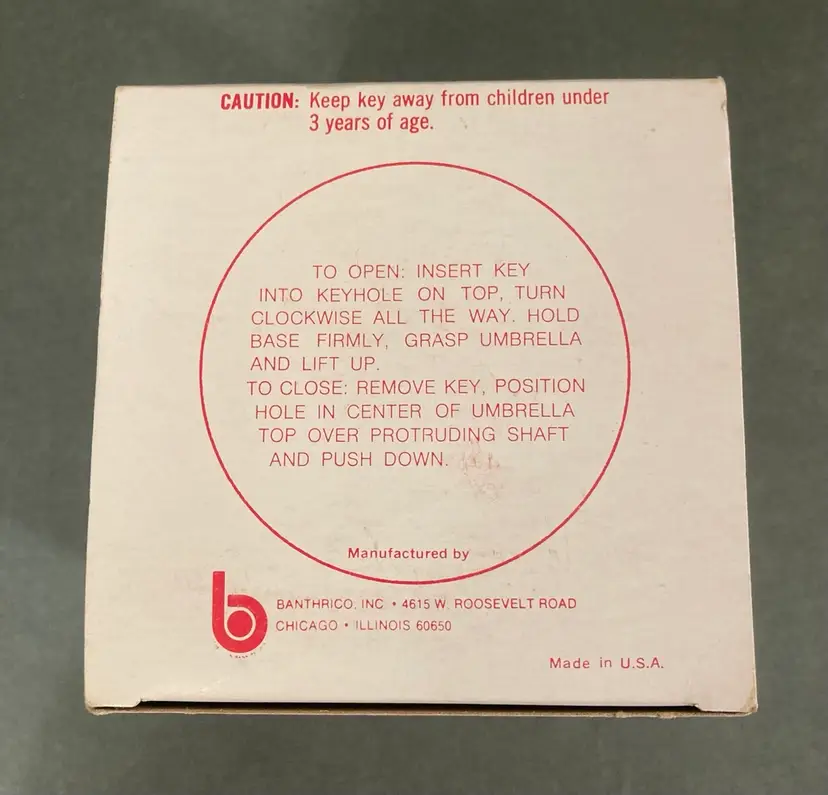 CAUTION: Keep key away from children under
3 years of age.
TO OPEN: INSERT KEY
INTO KEYHOLE ON TOP, TURN
CLOCKWISE ALL THE WAY. HOLD
BASE FIRMLY, GRASP UMBRELLA
AND LIFT UP.
TO CLOSE: REMOVE KEY, POSITION
HOLE IN CENTER OF UMBRELLA
TOP OVER PROTRUDING SHAFT
AND PUSH DOWN.
Manufactured by
b
BANTHRICO, INC • 4615 W. ROOSEVELT ROAD
CHICAGO • ILLINOIS 60650
Made in U.S.A.